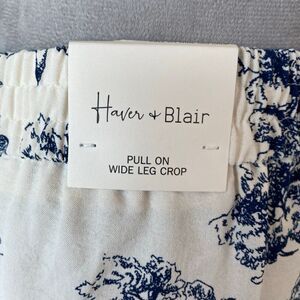 Haver & Blair
PULL ON
WIDE LEG CROP